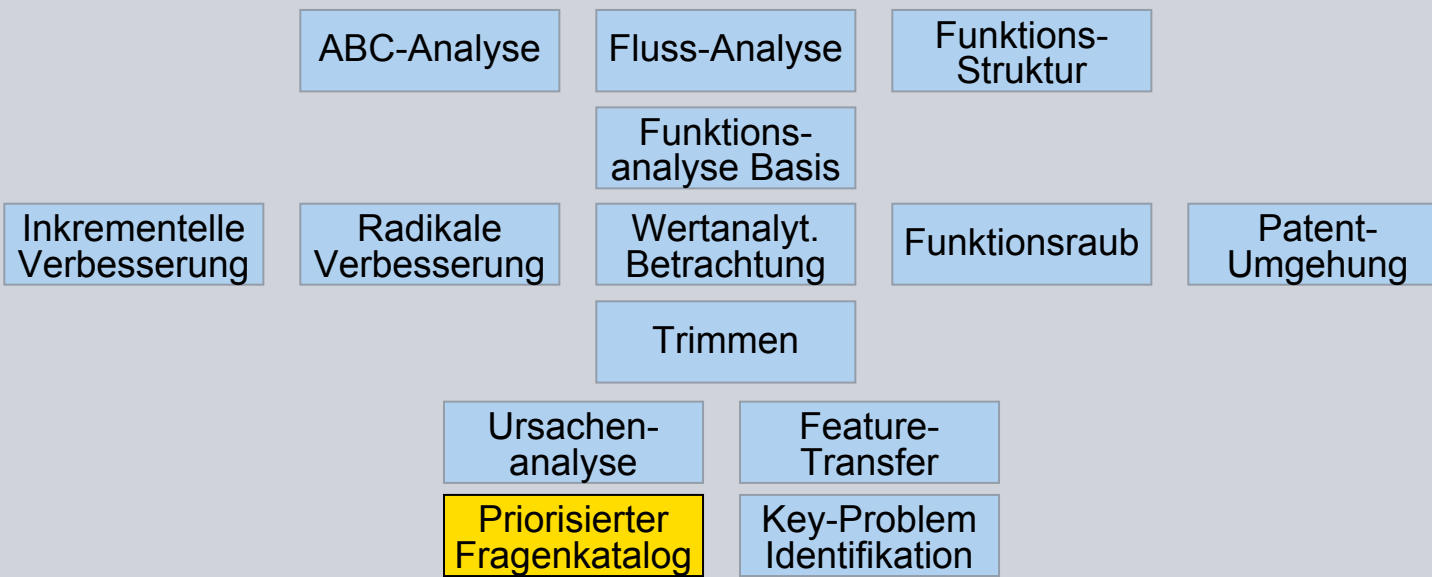 ABC-Analyse
Fluss-Analyse
Funktions-
Struktur
Funktions-
analyse Basis
Inkrementelle
Verbesserung
Radikale
Verbesserung
Wertanalyt.
Betrachtung
Funktionsraub
Patent-
Umgehung
Trimmen
Ursachen-
analyse
Feature-
Transfer
Priorisierter
Fragenkatalog
Key-Problem
Identifikation